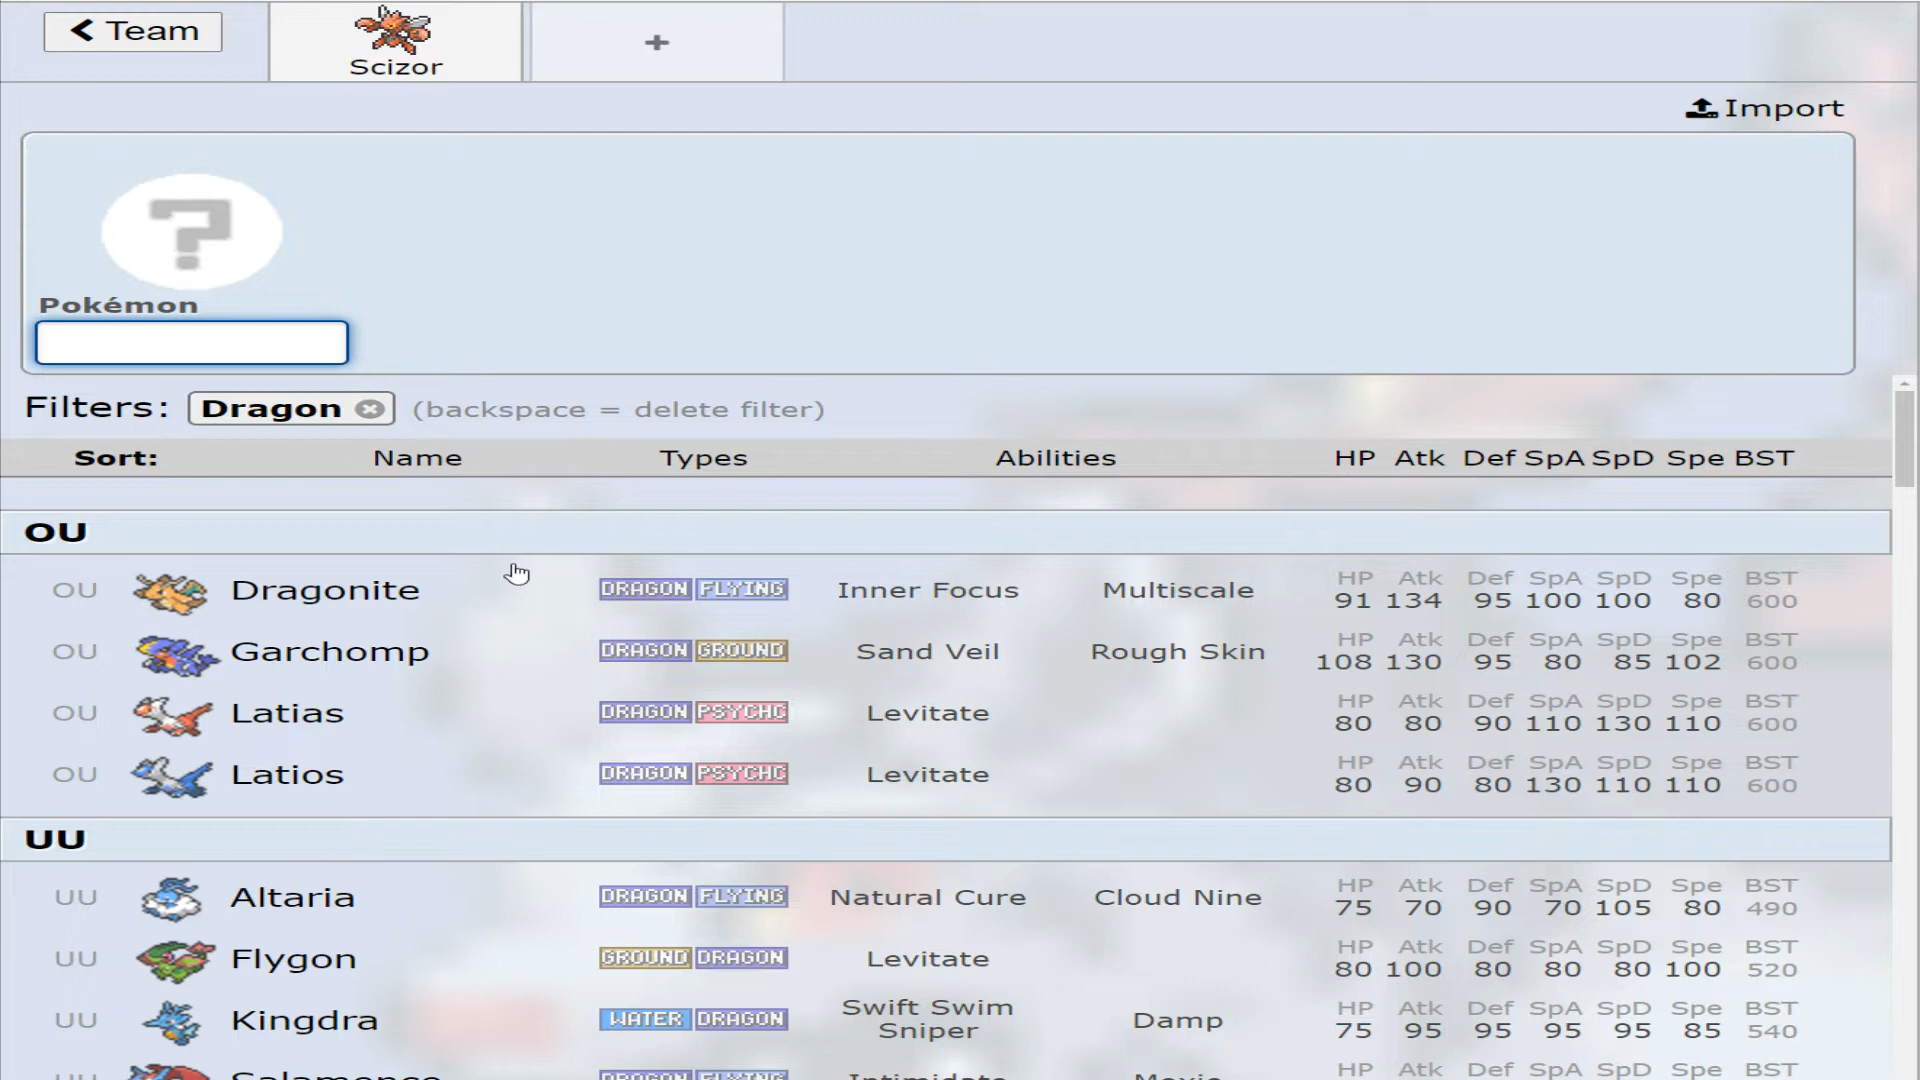 Team
Scizor
+
Import
?
Pokémon
Filters: Dragon (backspace = delete filter)
Sort: Name Types Abilities HP Atk Def SpA SpD Spe BST
OU
OU Dragonite DRAGON FLYING Inner Focus Multiscale HP 91 Atk 134 Def 95 SpA 100 SpD 100 Spe 80 BST 600
OU Garchomp DRAGON GROUND Sand Veil Rough Skin HP 108 Atk 130 Def 95 SpA 80 SpD 85 Spe 102 BST 600
OU Latias DRAGON PSYCHC Levitate HP 80 Atk 80 Def 90 SpA 110 SpD 130 Spe 110 BST 600
OU Latios DRAGON PSYCHC Levitate HP 80 Atk 90 Def 80 SpA 130 SpD 110 Spe 110 BST 600
UU
UU Altaria DRAGON FLYING Natural Cure Cloud Nine HP 75 Atk 70 Def 90 SpA 70 SpD 105 Spe 80 BST 490
UU Flygon GROUND DRAGON Levitate HP 80 Atk 100 Def 80 SpA 80 SpD 80 Spe 100 BST 520
UU Kingdra WATER DRAGON Swift Swim Sniper Damp HP 75 Atk 95 Def 95 SpA 95 SpD 95 Spe 85 BST 540
UU Salamence DRAGON FLYING Intimidate Moxie HP Atk Def SpA SpD Spe BST